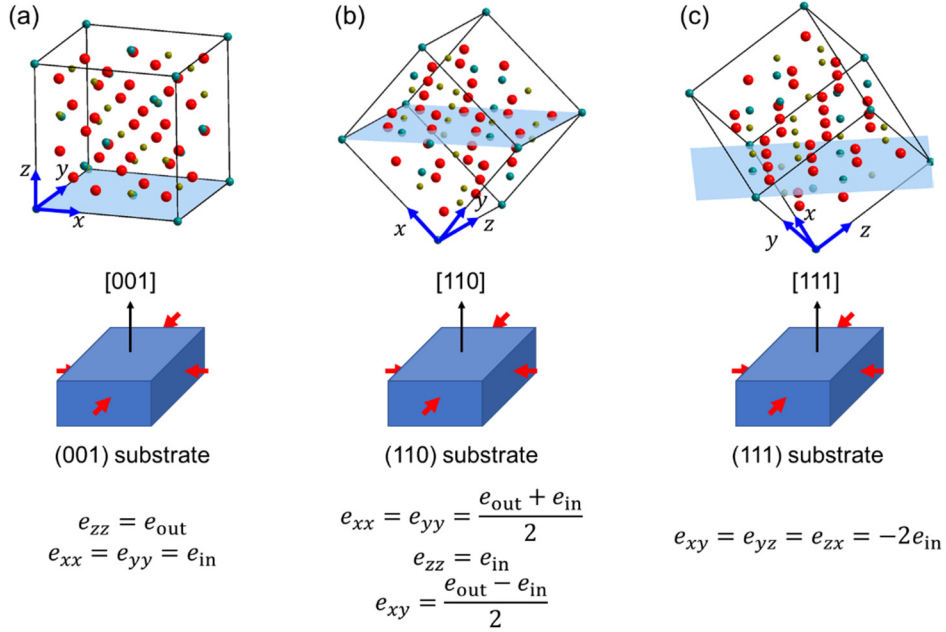 (a)
z
y
x
[001]
(001) substrate
e_zz = e_out
e_xx = e_yy = e_in
(b)
x
y
z
[110]
(110) substrate
e_xx = e_yy = (e_out + e_in)/2
e_zz = e_in
e_xy = (e_out − e_in)/2
(c)
y
x
z
[111]
(111) substrate
e_xy = e_yz = e_zx = −2e_in